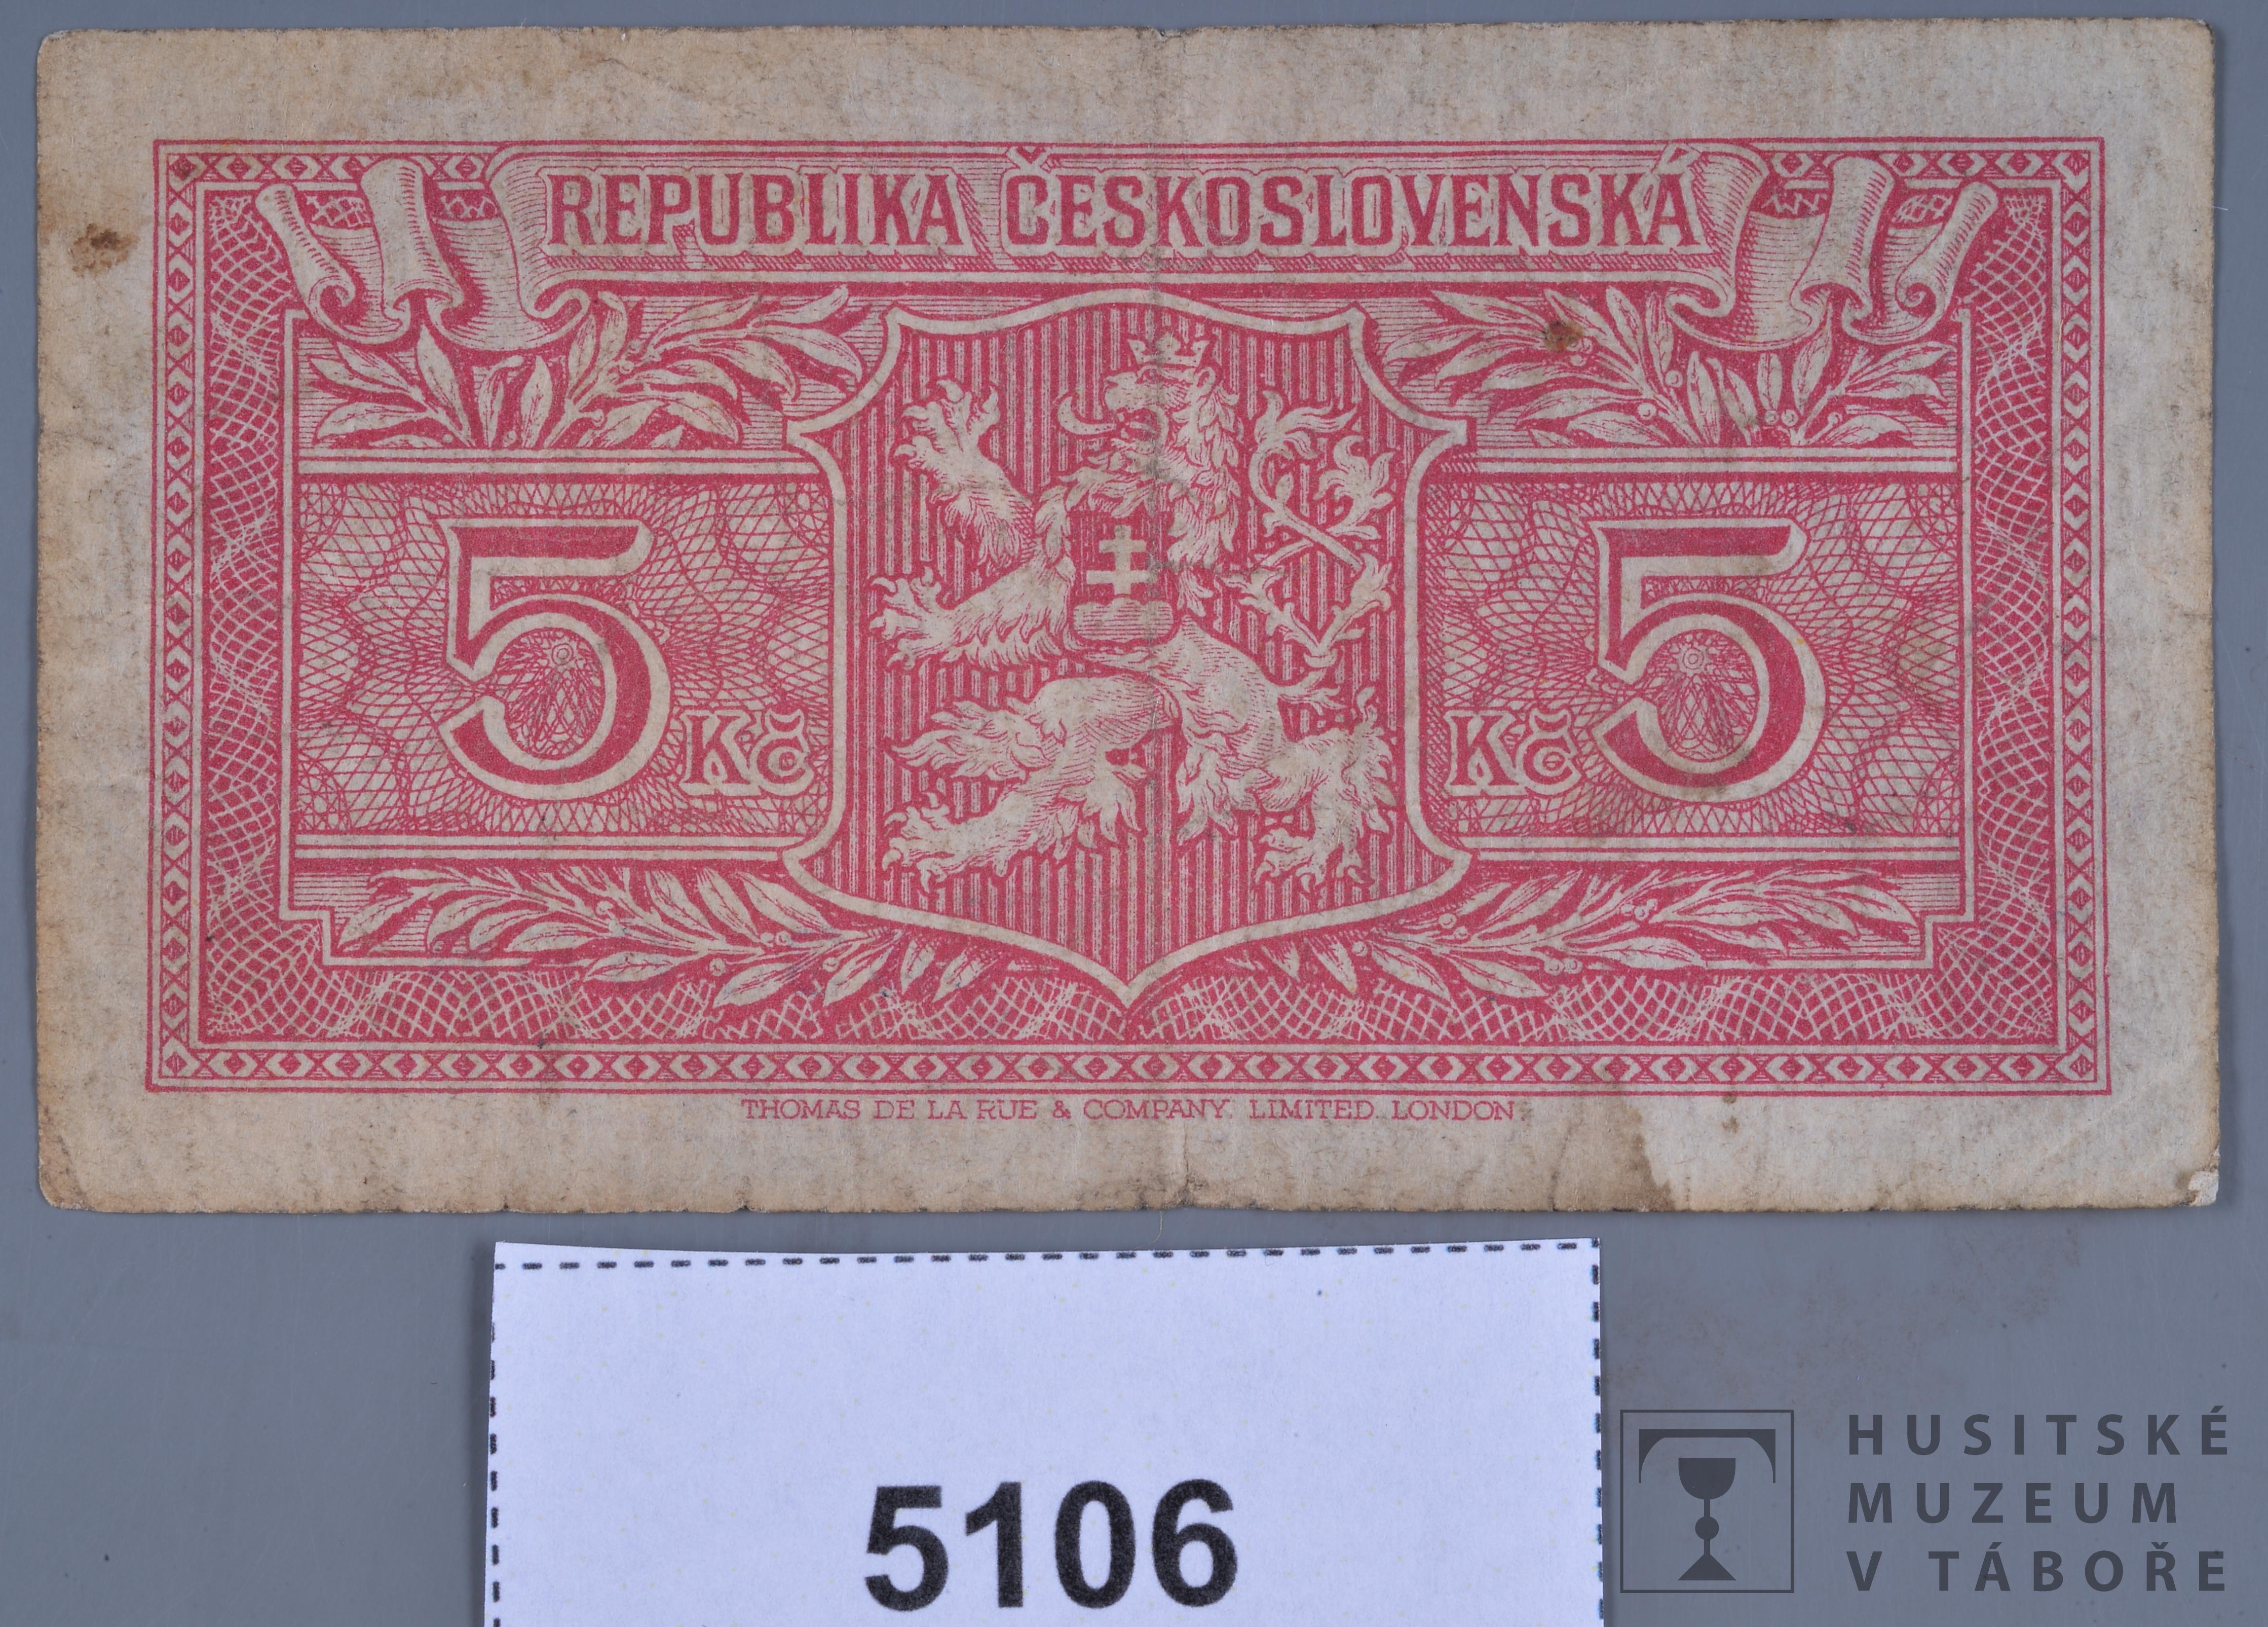 REPUBLIKA ČESKOSLOVENSKÁ
5 Kč
Kč 5
THOMAS DE LA RUE & COMPANY. LIMITED. LONDON.
5106
HUSITSKÉ
MUZEUM
V TÁBOŘE